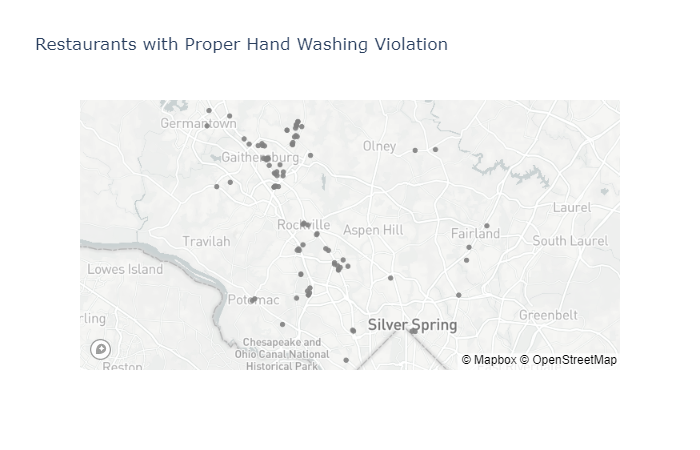 Restaurants with Proper Hand Washing Violation
Germantown
Olney
Gaithersburg
Laurel
Rockville
Aspen Hill
Fairland
South Laurel
Travilah
Lowes Island
Potomac
rling
Greenbelt
Silver Spring
Chesapeake and
Ohio Canal National
Historical Park
Reston
© Mapbox © OpenStreetMap